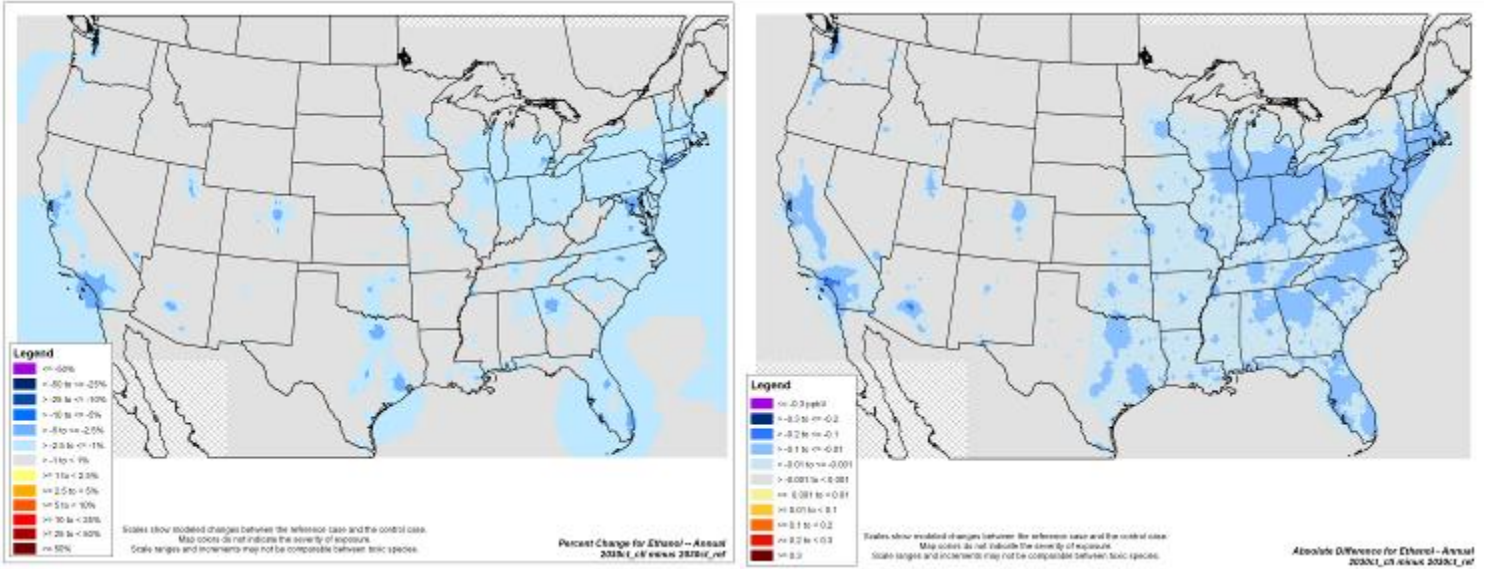 Legend
<= -50%
> -50 to <= -25%
> -25 to <= -10%
> -10 to <= -5%
> -5 to <= -2.5%
> -2.5 to <= -1%
> -1 to < 1%
>= 1 to < 2.5%
>= 2.5 to < 5%
>= 5 to < 10%
>= 10 to < 25%
>= 25 to < 50%
>= 50%
Scales show modeled changes between the reference case and the control case.
Map colors do not indicate the severity of exposure.
Scale ranges and increments may not be comparable between toxic species.
Percent Change for Ethanol -- Annual
2030ct_ctl minus 2030ct_ref
Legend
<= -0.3 ppbV
> -0.3 to <= -0.2
> -0.2 to <= -0.1
> -0.1 to <= -0.01
> -0.01 to <= -0.001
> -0.001 to < 0.001
>= 0.001 to < 0.01
>= 0.01 to < 0.1
>= 0.1 to < 0.2
>= 0.2 to < 0.3
>= 0.3
Scales show modeled changes between the reference case and the control case.
Map colors do not indicate the severity of exposure.
Scale ranges and increments may not be comparable between toxic species.
Absolute Difference for Ethanol - Annual
2030ct_ctl minus 2030ct_ref